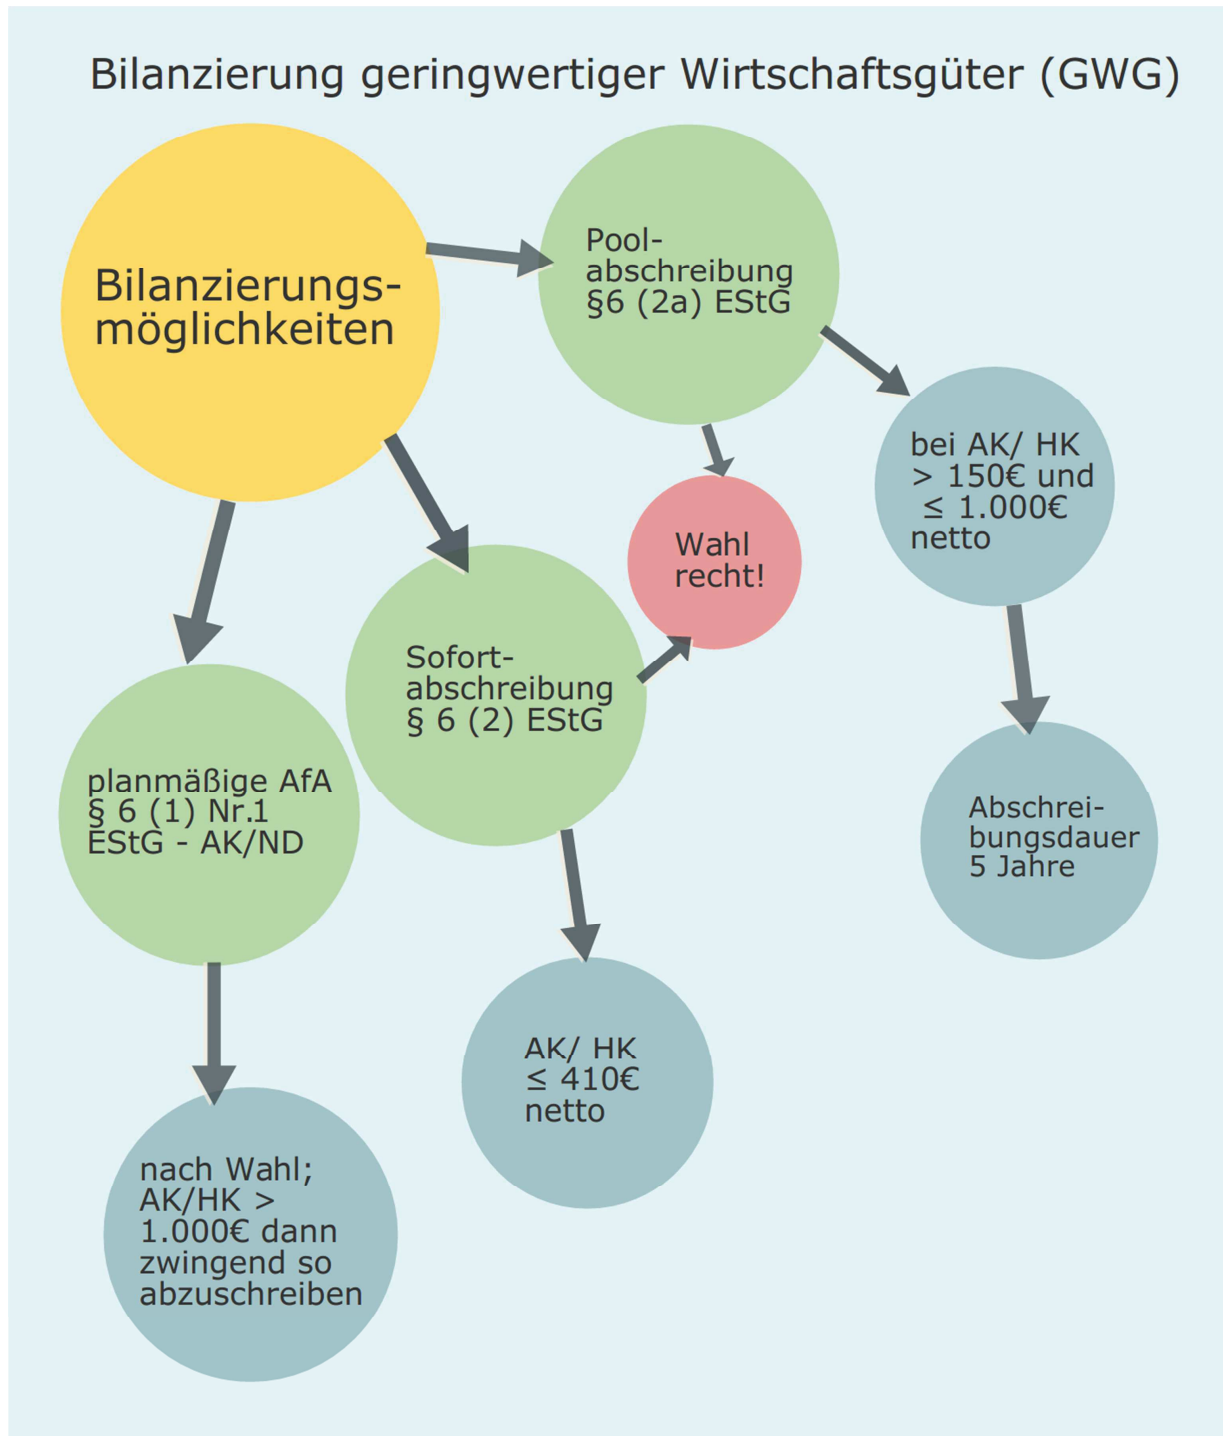 Bilanzierung geringwertiger Wirtschaftsgüter (GWG)
Bilanzierungs-
möglichkeiten
Pool-
abschreibung
§6 (2a) EStG
bei AK/ HK
> 150€ und
≤ 1.000€
netto
Wahl
recht!
Sofort-
abschreibung
§ 6 (2) EStG
planmäßige AfA
§ 6 (1) Nr.1
EStG - AK/ND
Abschrei-
bungsdauer
5 Jahre
AK/ HK
≤ 410€
netto
nach Wahl;
AK/HK >
1.000€ dann
zwingend so
abzuschreiben